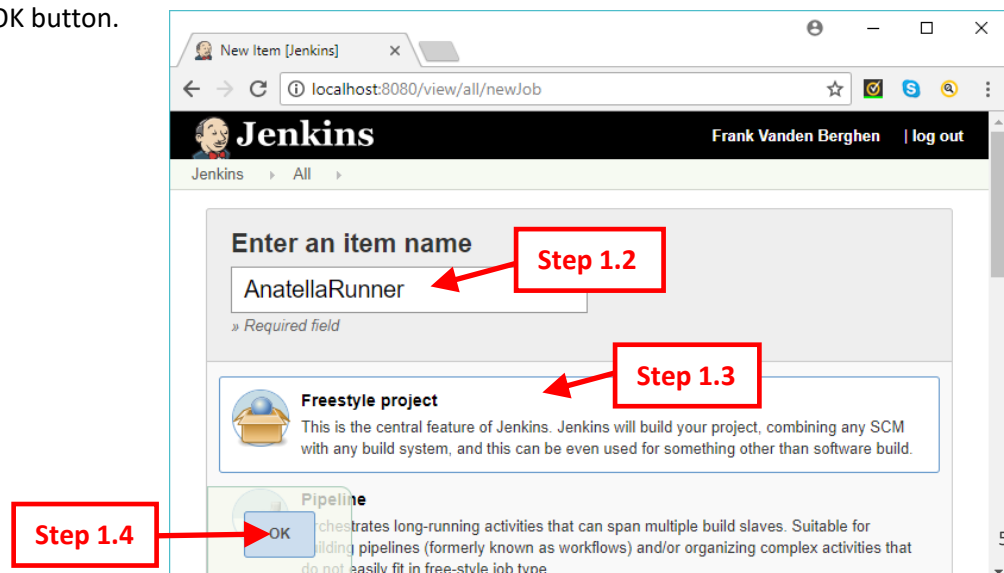 OK button.
New Item [Jenkins]
localhost:8080/view/all/newJob
Jenkins
Frank Vanden Berghen | log out
Jenkins All
Enter an item name
Step 1.2
AnatellaRunner
» Required field
Step 1.3
Freestyle project
This is the central feature of Jenkins. Jenkins will build your project, combining any SCM
with any build system, and this can be even used for something other than software build.
Pipeline
Step 1.4
OK
Orchestrates long-running activities that can span multiple build slaves. Suitable for
building pipelines (formerly known as workflows) and/or organizing complex activities that
do not easily fit in free-style job type.
5